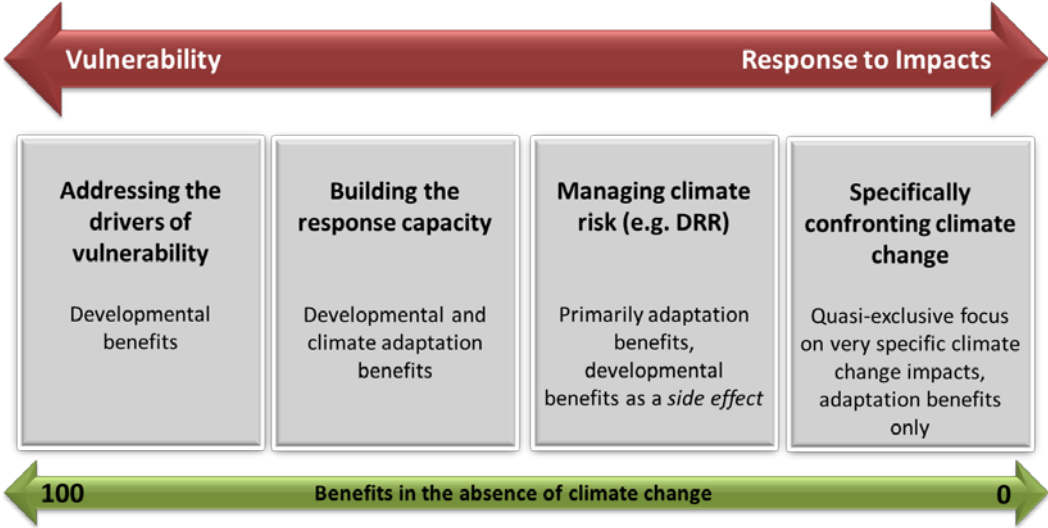 Vulnerability
Response to Impacts
Addressing the
drivers of
vulnerability
Developmental
benefits
Building the
response capacity
Developmental and
climate adaptation
benefits
Managing climate
risk (e.g. DRR)
Primarily adaptation
benefits,
developmental
benefits as a side effect
Specifically
confronting climate
change
Quasi-exclusive focus
on very specific climate
change impacts,
adaptation benefits
only
100
Benefits in the absence of climate change
0